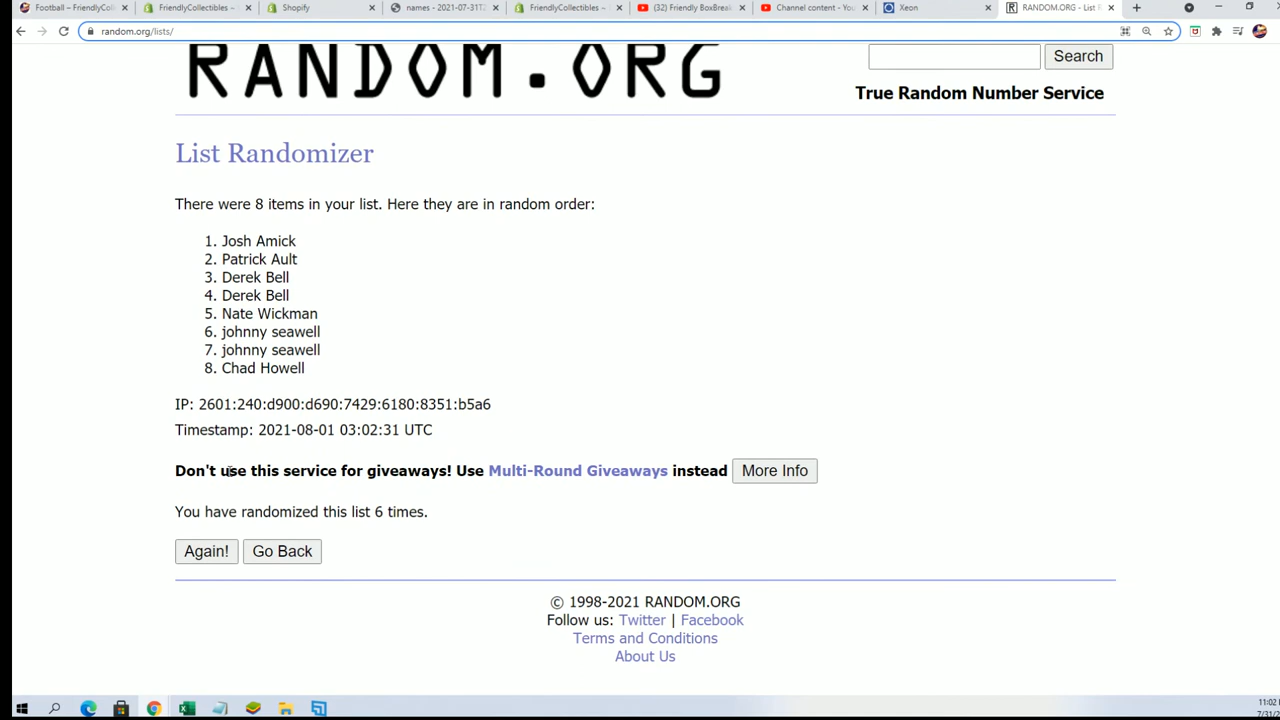 Football – FriendlyCol
FriendlyCollectibles ~
Shopify
names - 2021-07-31T2
FriendlyCollectibles ~
(32) Friendly BoxBreak
Channel content - You
Xeon
RANDOM.ORG - List R
random.org/lists/
RANDOM.ORG
Search
True Random Number Service
List Randomizer
There were 8 items in your list. Here they are in random order:
1. Josh Amick
2. Patrick Ault
3. Derek Bell
4. Derek Bell
5. Nate Wickman
6. johnny seawell
7. johnny seawell
8. Chad Howell
IP: 2601:240:d900:d690:7429:6180:8351:b5a6
Timestamp: 2021-08-01 03:02:31 UTC
Don't use this service for giveaways! Use Multi-Round Giveaways instead More Info
You have randomized this list 6 times.
Again! Go Back
© 1998-2021 RANDOM.ORG
Follow us: Twitter | Facebook
Terms and Conditions
About Us
11:02